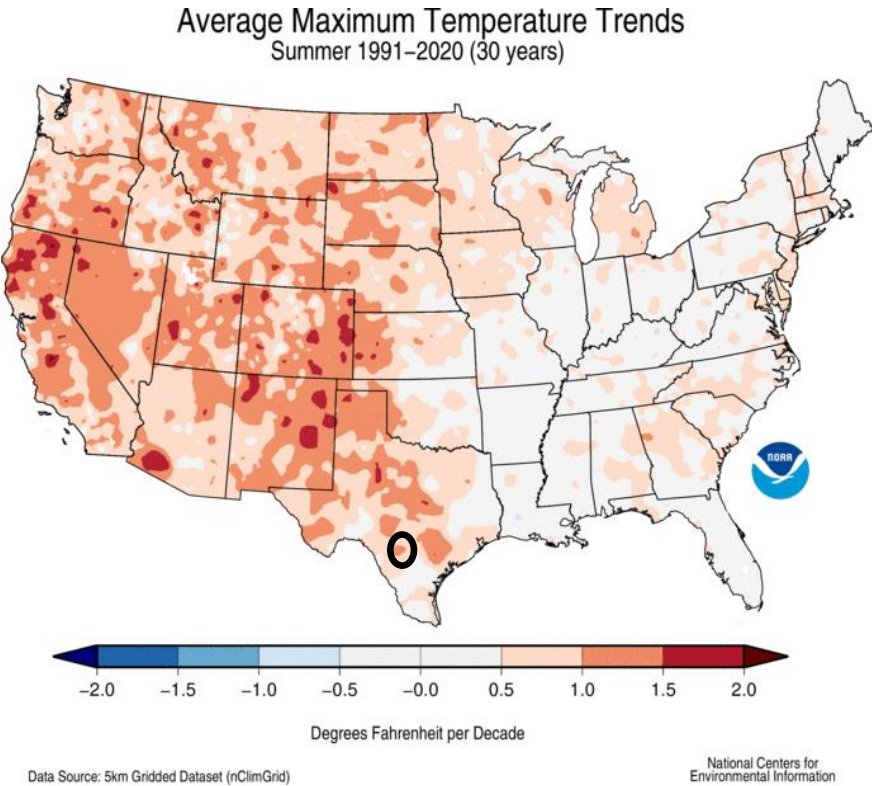 Average Maximum Temperature Trends
Summer 1991–2020 (30 years)
NOAA
−2.0 −1.5 −1.0 −0.5 −0.0 0.5 1.0 1.5 2.0
Degrees Fahrenheit per Decade
Data Source: 5km Gridded Dataset (nClimGrid)
National Centers for
Environmental Information